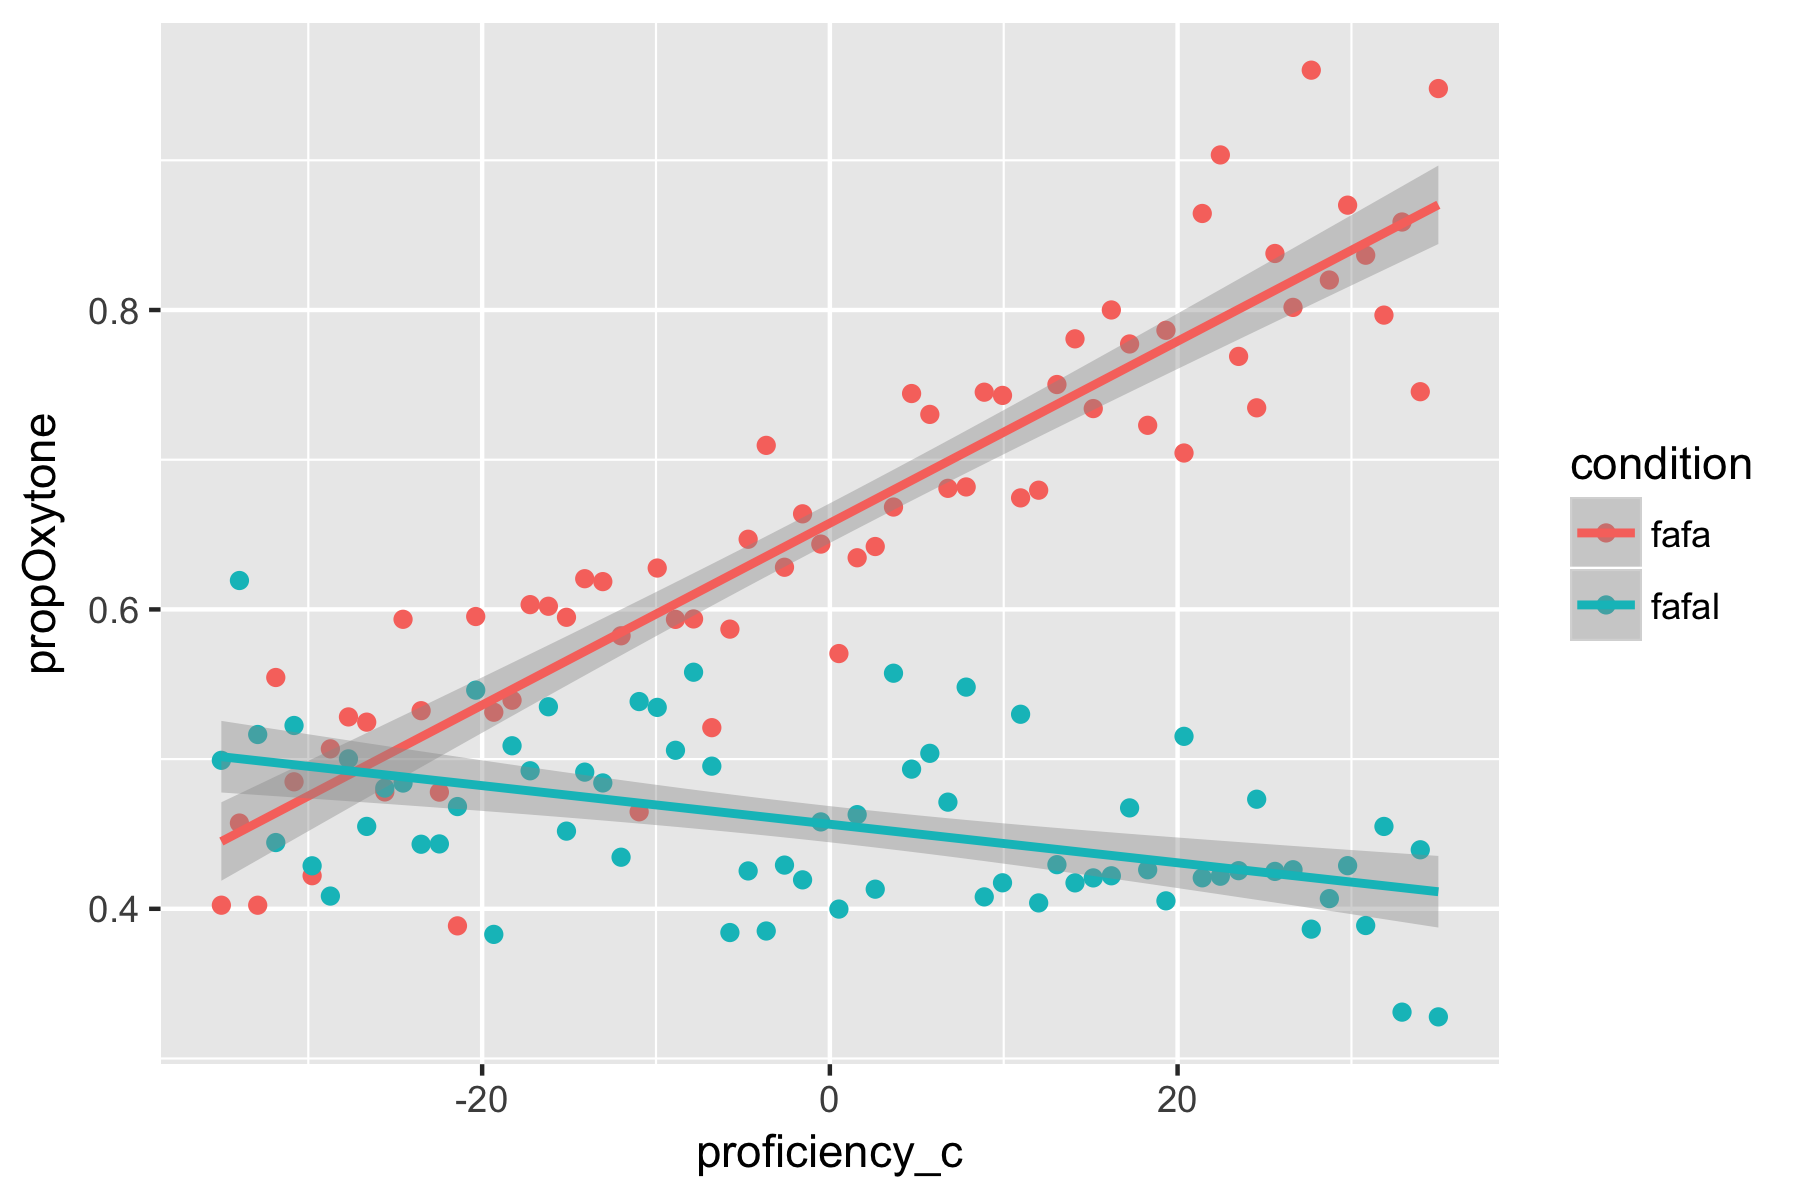 propOxytone
0.8
0.6
0.4
-20 0 20
proficiency_c
condition
fafa
fafal